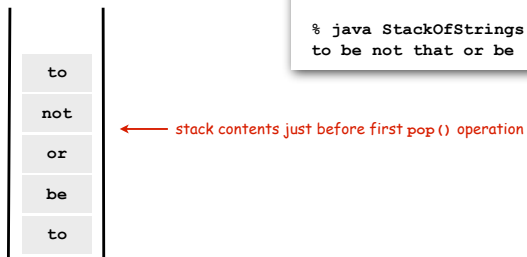 % java StackOfStrings
to be not that or be
to
not
stack contents just before first pop() operation
or
be
to